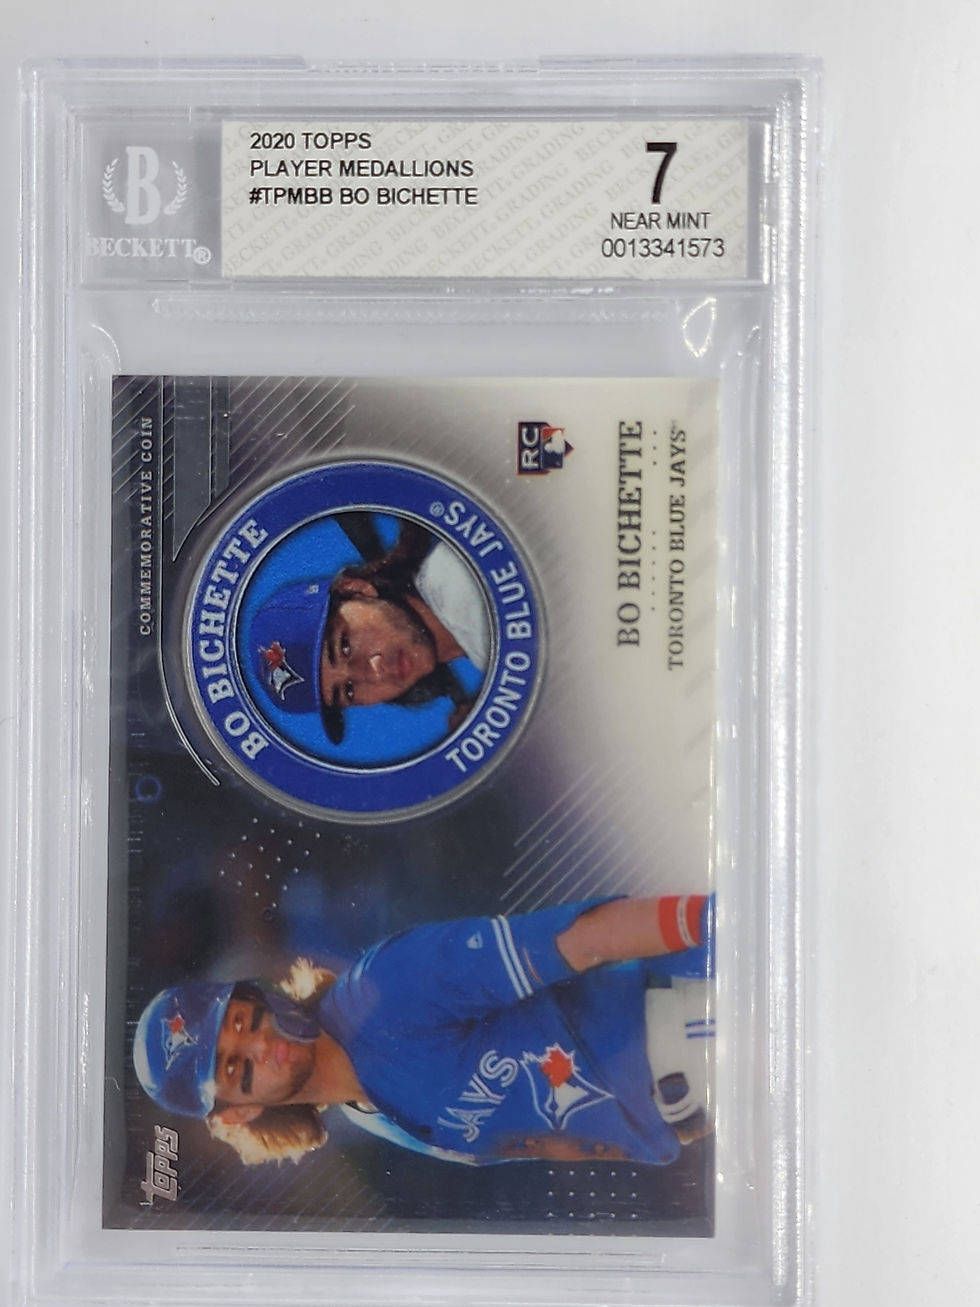 2020 TOPPS
PLAYER MEDALLIONS
#TPMBB BO BICHETTE
7
NEAR MINT
0013341573
B
BECKETT®
COMMEMORATIVE COIN
BO BICHETTE
TORONTO BLUE JAYS®
RC
BO BICHETTE
TORONTO BLUE JAYS™
JAYS
Topps